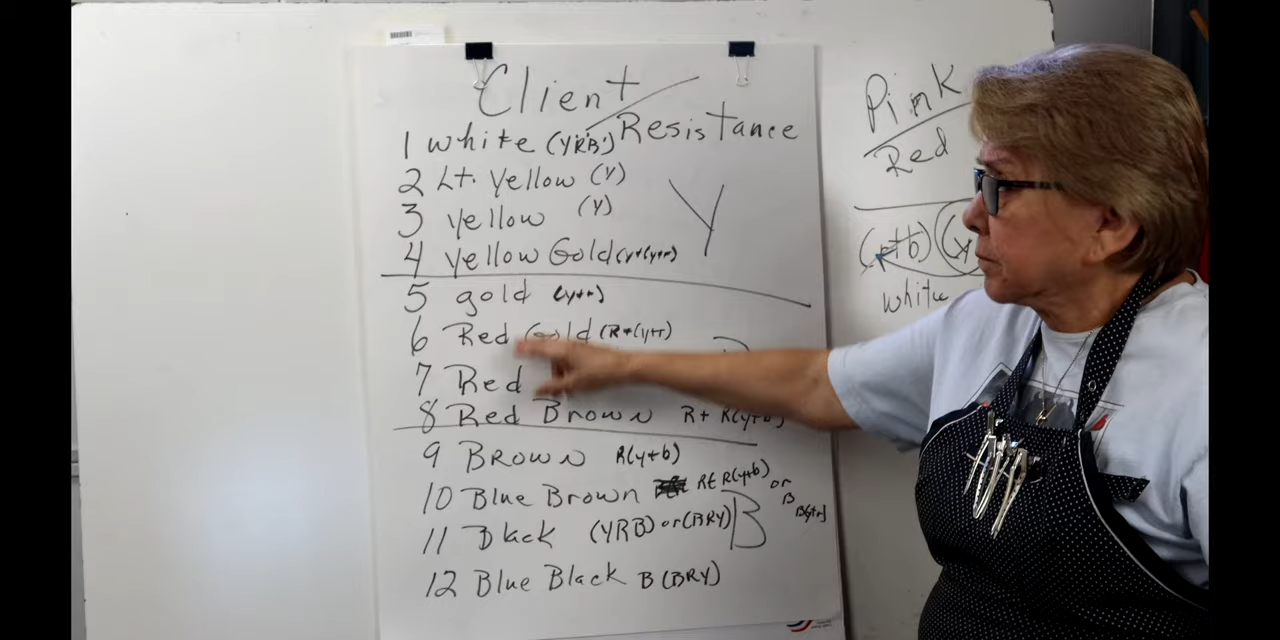 Client
Resistance
1 White (YRB)
2 Lt. Yellow (Y)
3 Yellow (Y)
4 Yellow Gold (Y+(y+r)
Y
5 gold (y+r)
6 Red Gold (R+(y+r)
7 Red
8 Red Brown R+ R(y+b)
9 Brown R(y+b)
10 Blue Brown R(y+b) or
B
11 Black (YRB) or (BRY)
B
12 Blue Black B (BRY)
Pink
Red
(r+b) (y
white